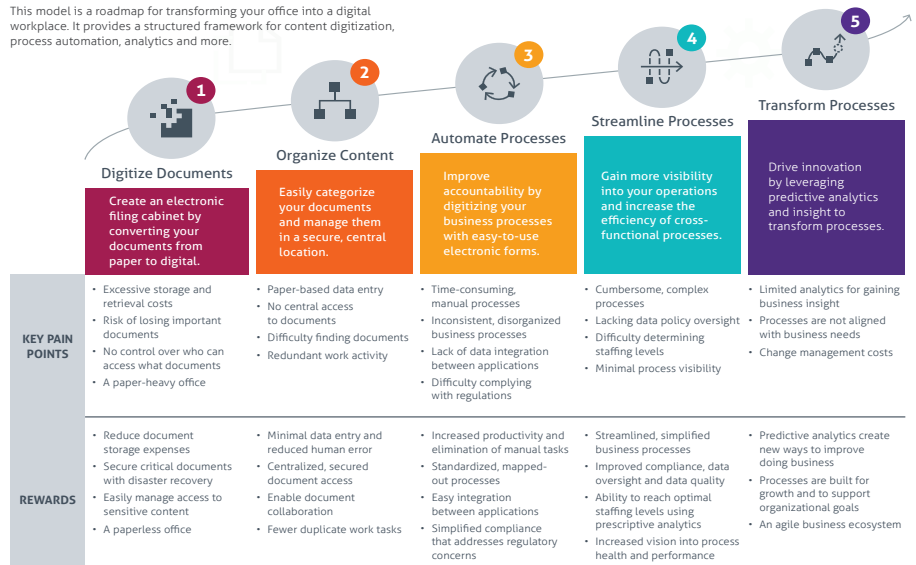 This model is a roadmap for transforming your office into a digital
workplace. It provides a structured framework for content digitization,
process automation, analytics and more.
1
Digitize Documents
Create an electronic
filing cabinet by
converting your
documents from
paper to digital.
2
Organize Content
Easily categorize
your documents
and manage them
in a secure, central
location.
3
Automate Processes
Improve
accountability by
digitizing your
business processes
with easy-to-use
electronic forms.
4
Streamline Processes
Gain more visibility
into your operations
and increase the
efficiency of cross-
functional processes.
5
Transform Processes
Drive innovation
by leveraging
predictive analytics
and insight to
transform processes.
KEY PAIN
POINTS
• Excessive storage and
retrieval costs
• Risk of losing important
documents
• No control over who can
access what documents
• A paper-heavy office
• Paper-based data entry
• No central access
to documents
• Difficulty finding documents
• Redundant work activity
• Time-consuming,
manual processes
• Inconsistent, disorganized
business processes
• Lack of data integration
between applications
• Difficulty complying
with regulations
• Cumbersome, complex
processes
• Lacking data policy oversight
• Difficulty determining
staffing levels
• Minimal process visibility
• Limited analytics for gaining
business insight
• Processes are not aligned
with business needs
• Change management costs
REWARDS
• Reduce document
storage expenses
• Secure critical documents
with disaster recovery
• Easily manage access to
sensitive content
• A paperless office
• Minimal data entry and
reduced human error
• Centralized, secured
document access
• Enable document
collaboration
• Fewer duplicate work tasks
• Increased productivity and
elimination of manual tasks
• Standardized, mapped-
out processes
• Easy integration
between applications
• Simplified compliance
that addresses regulatory
concerns
• Streamlined, simplified
business processes
• Improved compliance, data
oversight and data quality
• Ability to reach optimal
staffing levels using
prescriptive analytics
• Increased vision into process
health and performance
• Predictive analytics create
new ways to improve
doing business
• Processes are built for
growth and to support
organizational goals
• An agile business ecosystem